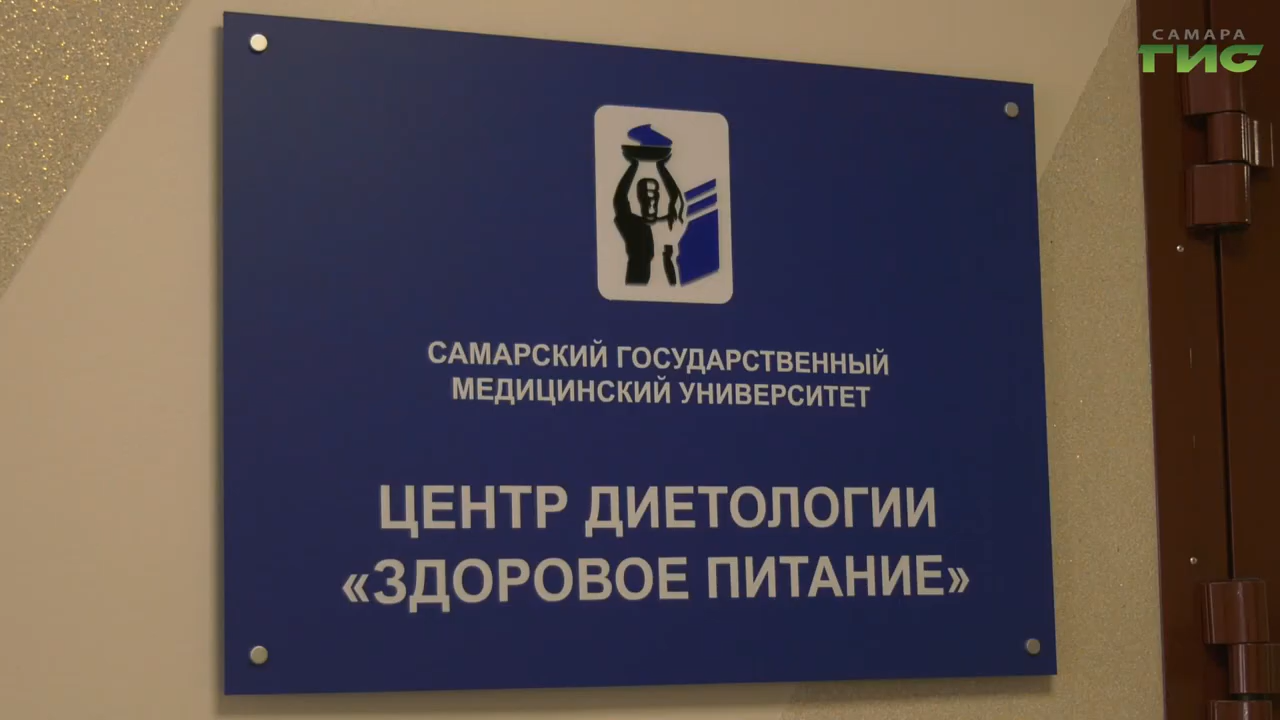 САМАРА
ГИС
САМАРСКИЙ ГОСУДАРСТВЕННЫЙ
МЕДИЦИНСКИЙ УНИВЕРСИТЕТ
ЦЕНТР ДИЕТОЛОГИИ
«ЗДОРОВОЕ ПИТАНИЕ»